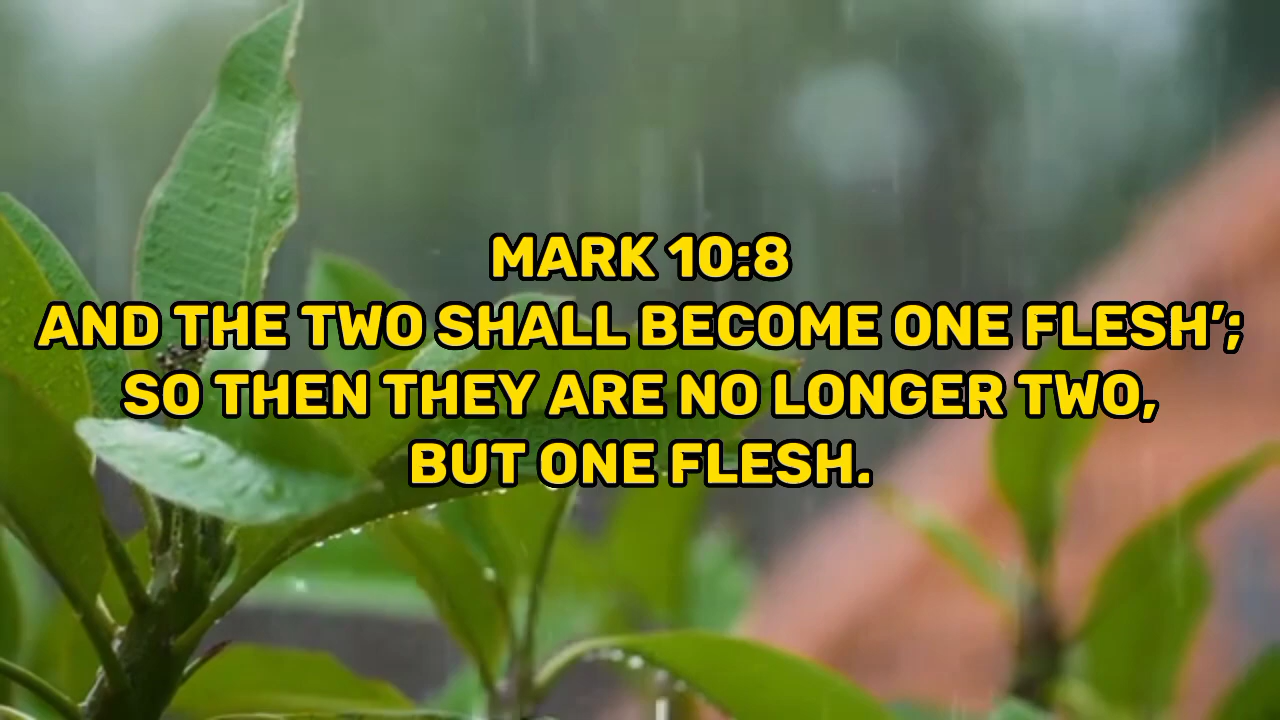 MARK 10:8
AND THE TWO SHALL BECOME ONE FLESH’;
SO THEN THEY ARE NO LONGER TWO,
BUT ONE FLESH.